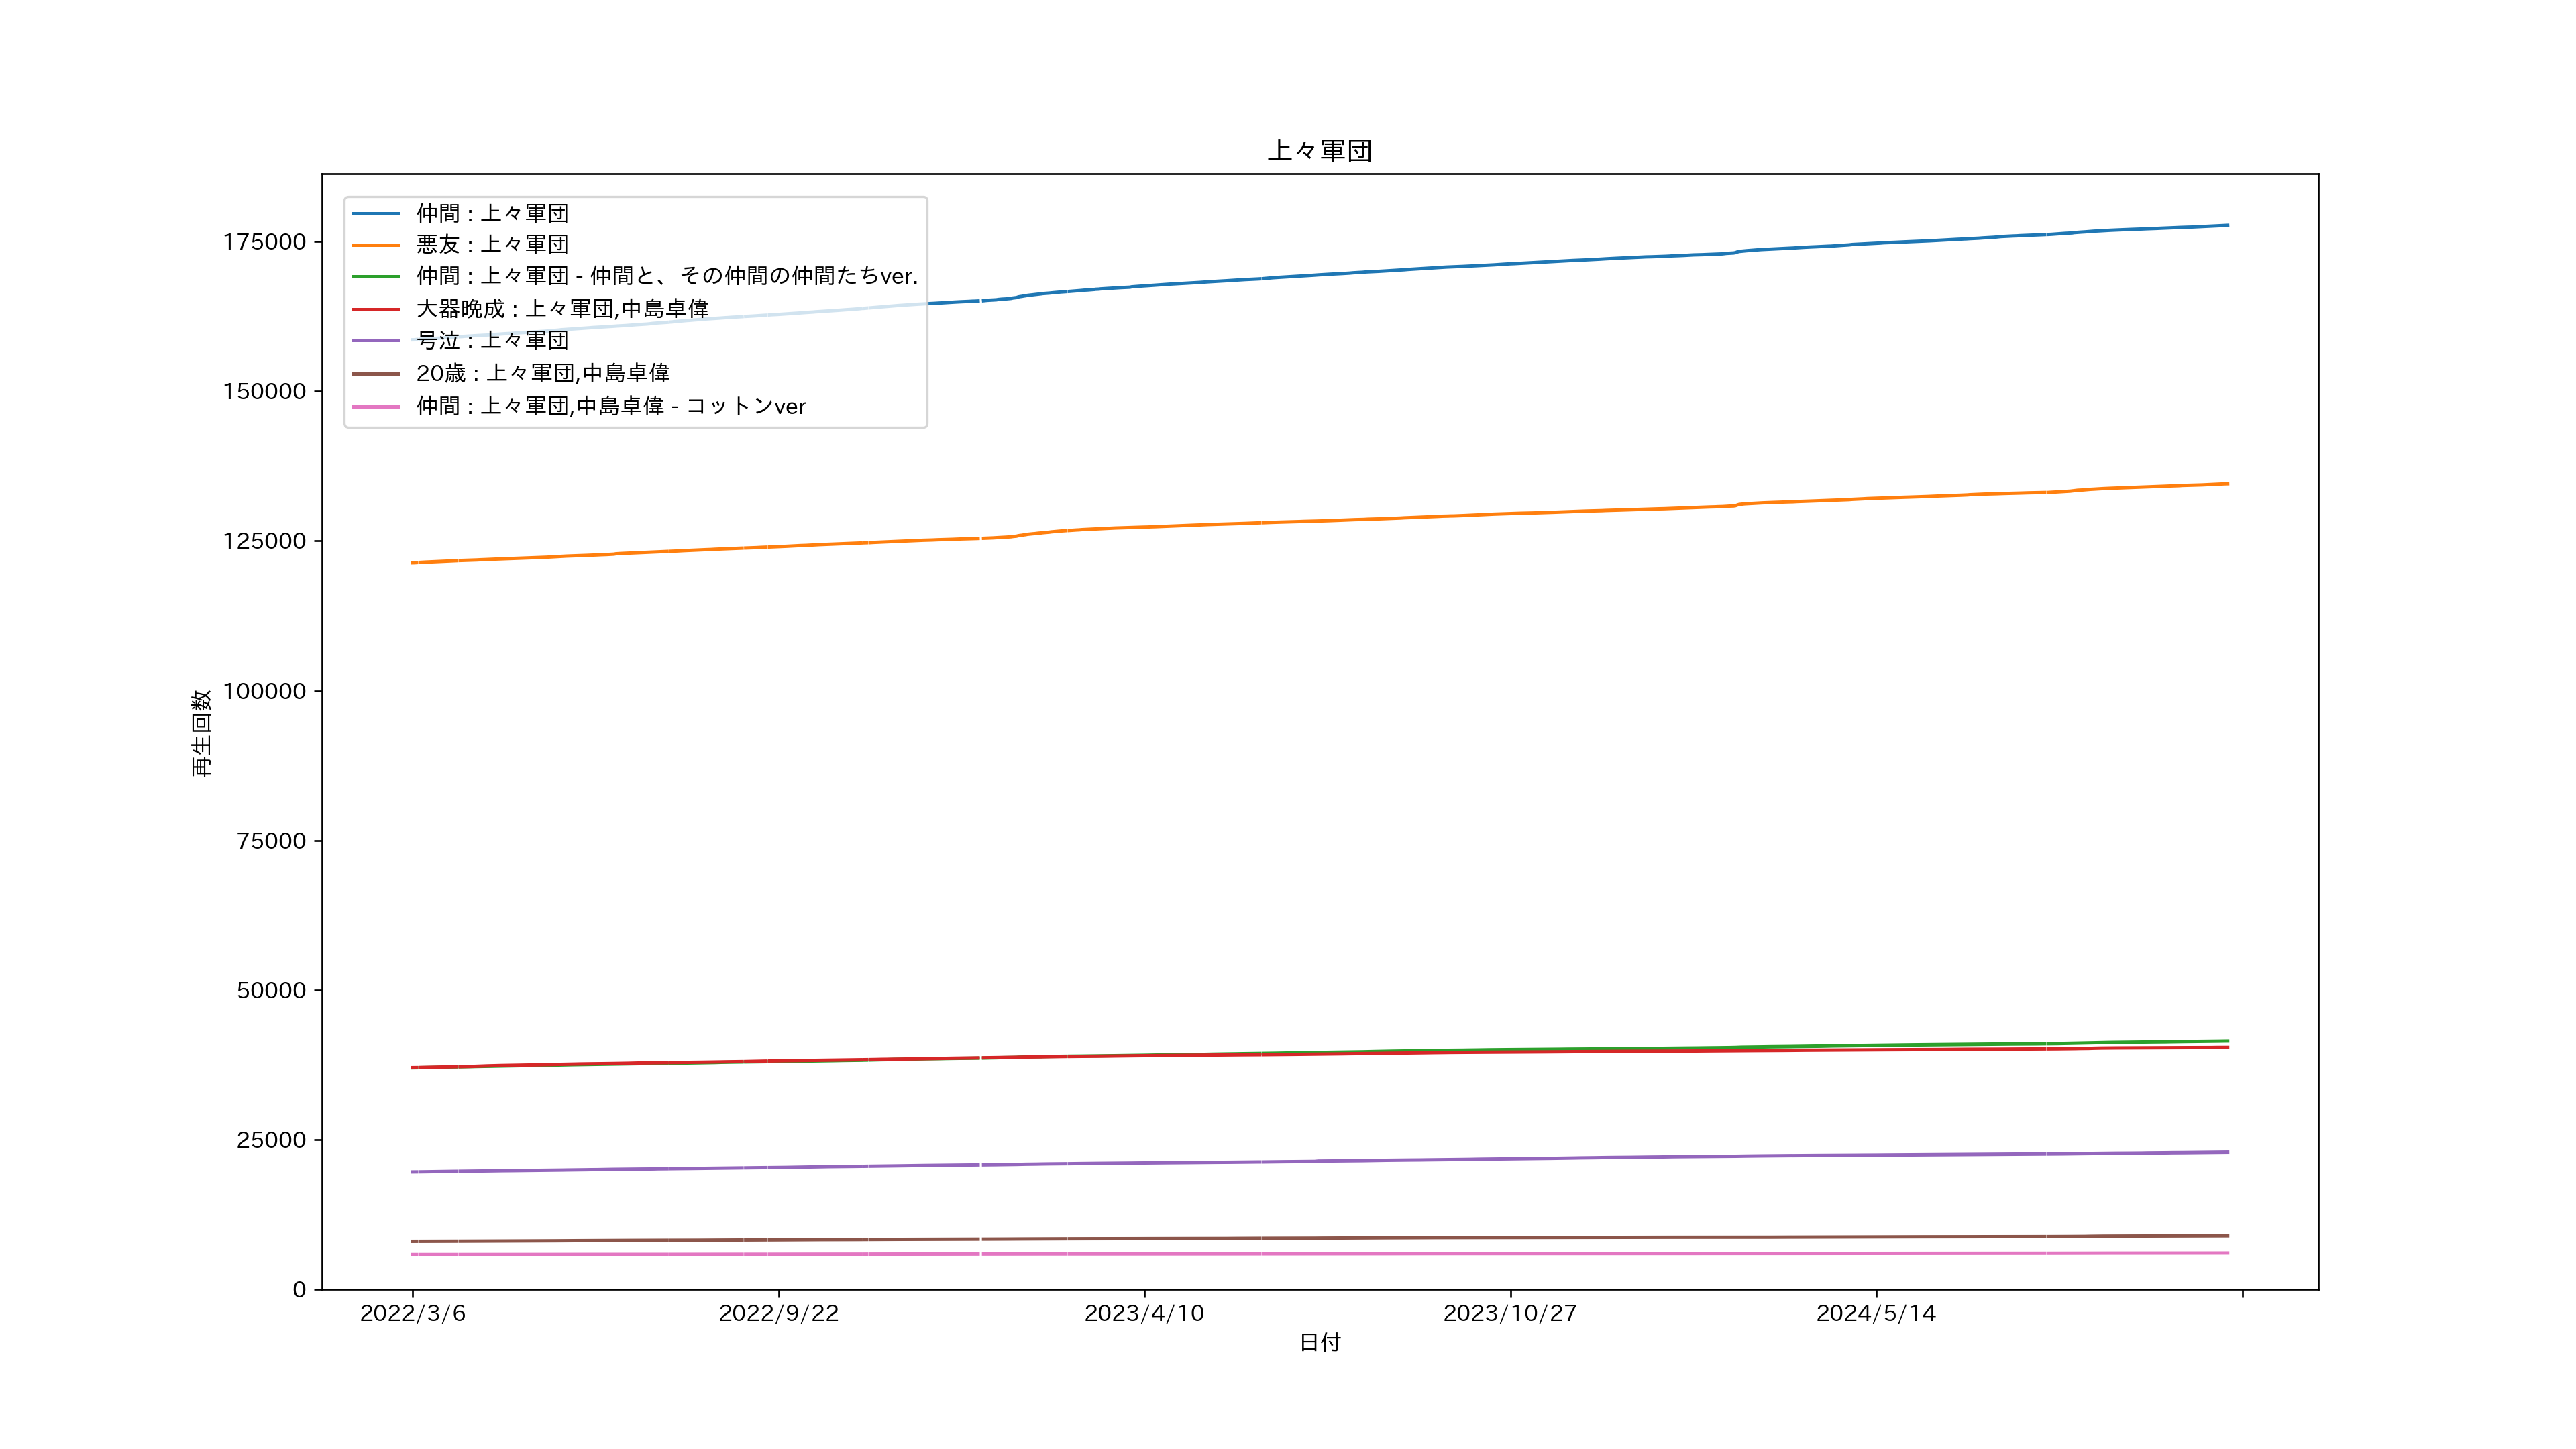 上々軍団
仲間 : 上々軍団
悪友 : 上々軍団
仲間 : 上々軍団 - 仲間と、その仲間の仲間たちver.
大器晩成 : 上々軍団,中島卓偉
号泣 : 上々軍団
20歳 : 上々軍団,中島卓偉
仲間 : 上々軍団,中島卓偉 - コットンver
175000
150000
125000
100000
75000
50000
25000
0
再生回数
2022/3/6 2022/9/22 2023/4/10 2023/10/27 2024/5/14
日付